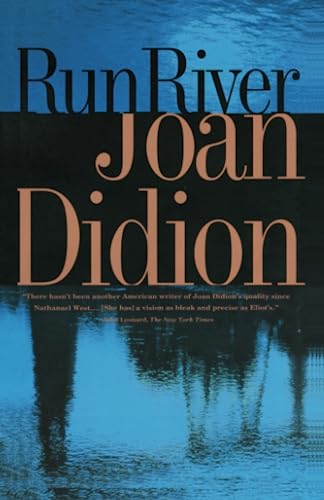 Run River
Joan
Didion
"There hasn't been another American writer of Joan Didion's quality since
Nathanael West.... [She has] a vision as bleak and precise as Eliot's."
—John Leonard, The New York Times